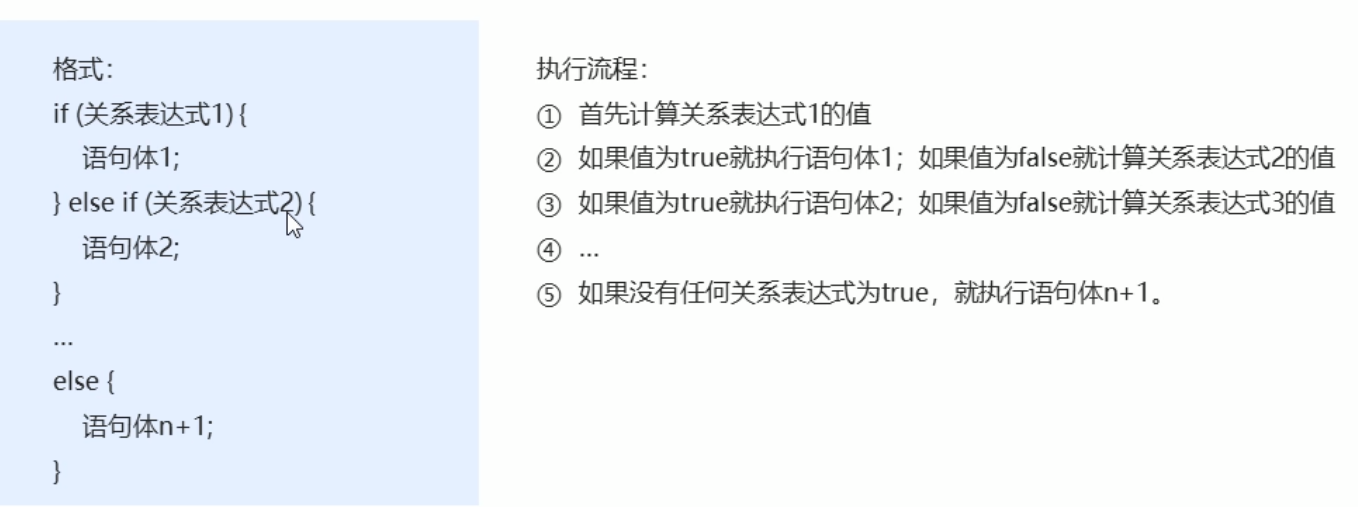 格式：
if (关系表达式1) {
语句体1;
} else if (关系表达式2) {
语句体2;
}
…
else {
语句体n+1;
}
执行流程：
① 首先计算关系表达式1的值
② 如果值为true就执行语句体1；如果值为false就计算关系表达式2的值
③ 如果值为true就执行语句体2；如果值为false就计算关系表达式3的值
④ …
⑤ 如果没有任何关系表达式为true，就执行语句体n+1。